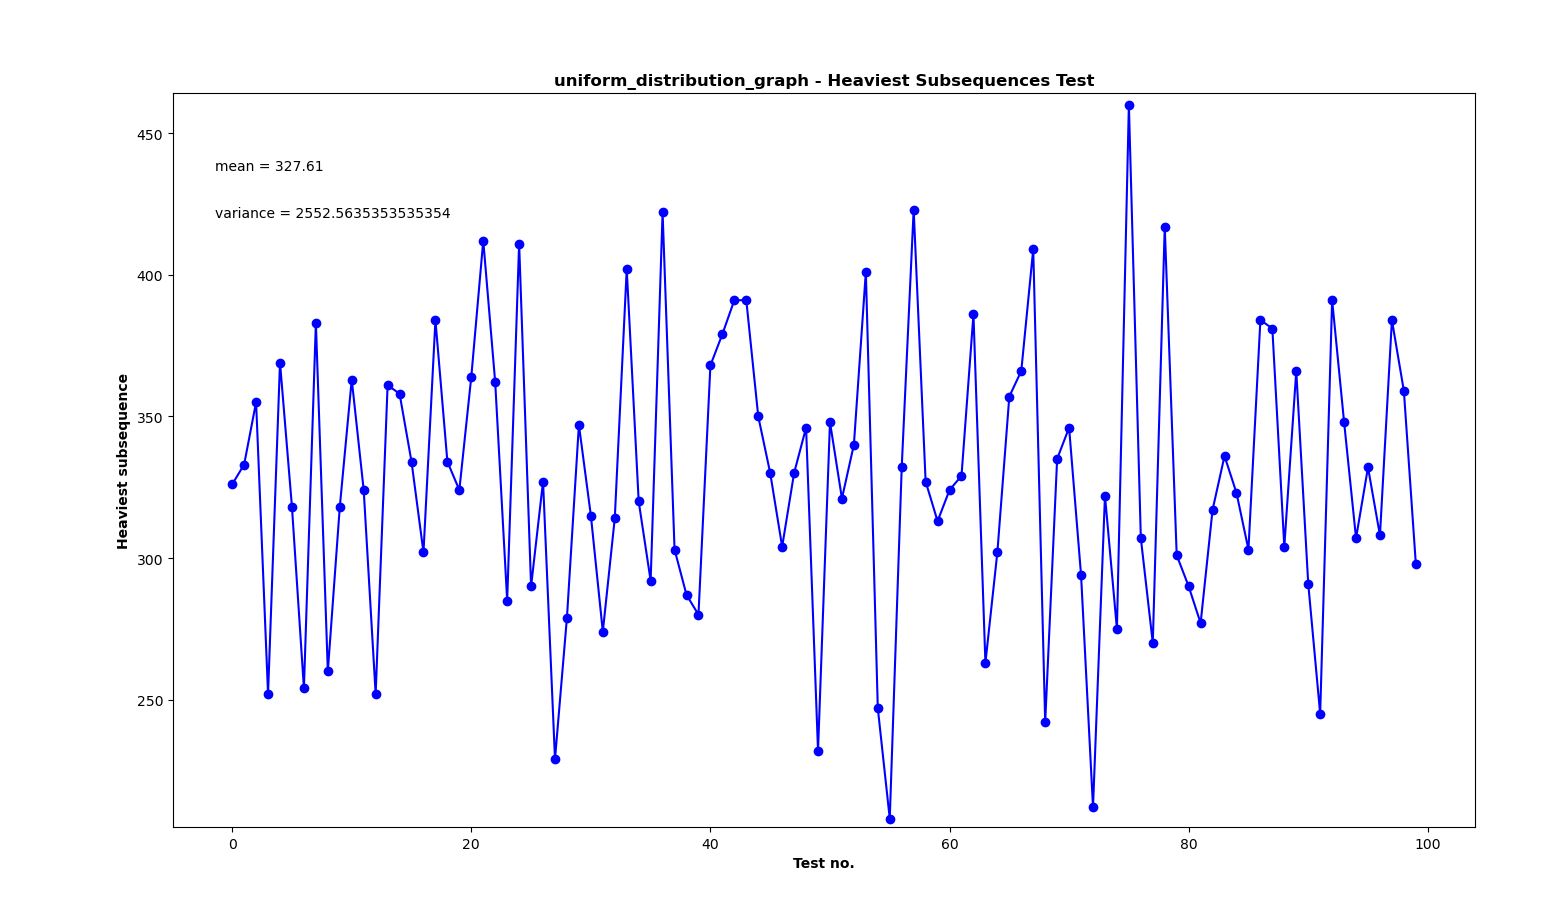 uniform_distribution_graph - Heaviest Subsequences Test
450
mean = 327.61
variance = 2552.5635353535354
400
350
Heaviest subsequence
300
250
0 20 40 60 80 100
Test no.